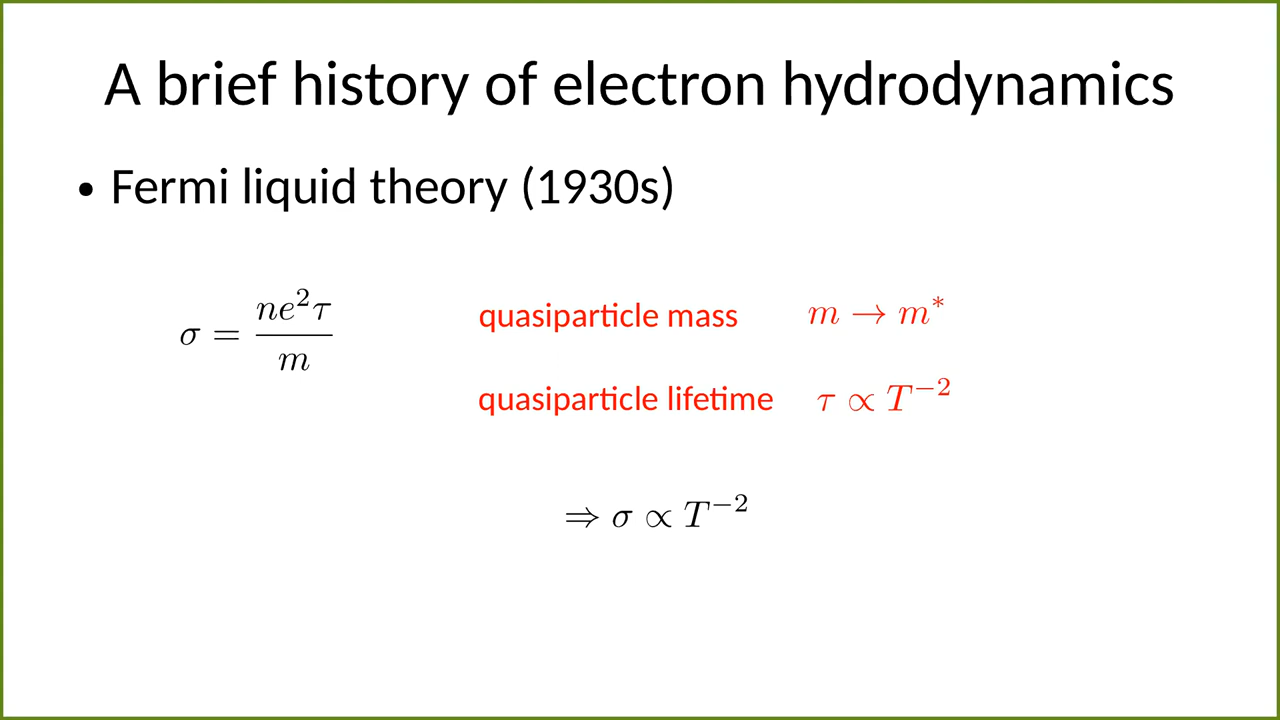 A brief history of electron hydrodynamics
• Fermi liquid theory (1930s)
σ = ne²τ / m
quasiparticle mass m → m*
quasiparticle lifetime τ ∝ T⁻²
⇒ σ ∝ T⁻²